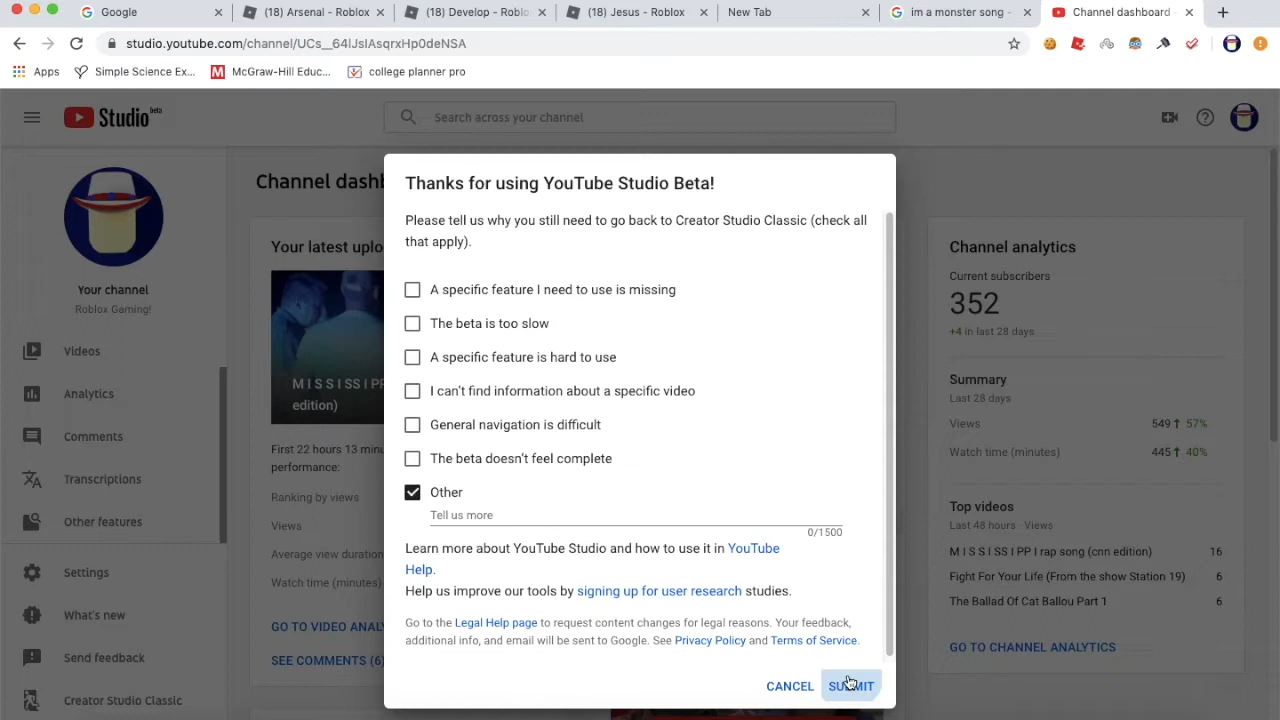 Google
(18) Arsenal - Roblox
(18) Develop - Roblo
(18) Jesus - Roblox
New Tab
im a monster song -
Channel dashboard -
studio.youtube.com/channel/UCs__64IJsIAsqrxHp0deNSA
Apps
Simple Science Ex...
McGraw-Hill Educ...
college planner pro
Studio beta
Search across your channel
Your channel
Roblox Gaming!
Videos
Analytics
Comments
Transcriptions
Other features
Settings
What's new
Send feedback
Creator Studio Classic
Channel dashb
Your latest uplo
M I S S I SS I PP
edition)
First 22 hours 13 minu
performance:
Ranking by views
Views
Average view duration
Watch time (minutes)
GO TO VIDEO ANAL
SEE COMMENTS (6)
Thanks for using YouTube Studio Beta!
Please tell us why you still need to go back to Creator Studio Classic (check all
that apply).
A specific feature I need to use is missing
The beta is too slow
A specific feature is hard to use
I can't find information about a specific video
General navigation is difficult
The beta doesn't feel complete
Other
Tell us more
0/1500
Learn more about YouTube Studio and how to use it in YouTube
Help.
Help us improve our tools by signing up for user research studies.
Go to the Legal Help page to request content changes for legal reasons. Your feedback,
additional info, and email will be sent to Google. See Privacy Policy and Terms of Service.
CANCEL
SUBMIT
Channel analytics
Current subscribers
352
+4 in last 28 days
Summary
Last 28 days
Views 549 ↑ 57%
Watch time (minutes) 445 ↑ 40%
Top videos
Last 48 hours · Views
M I S S I SS I PP I rap song (cnn edition) 16
Fight For Your Life (From the show Station 19) 6
The Ballad Of Cat Ballou Part 1 6
GO TO CHANNEL ANALYTICS